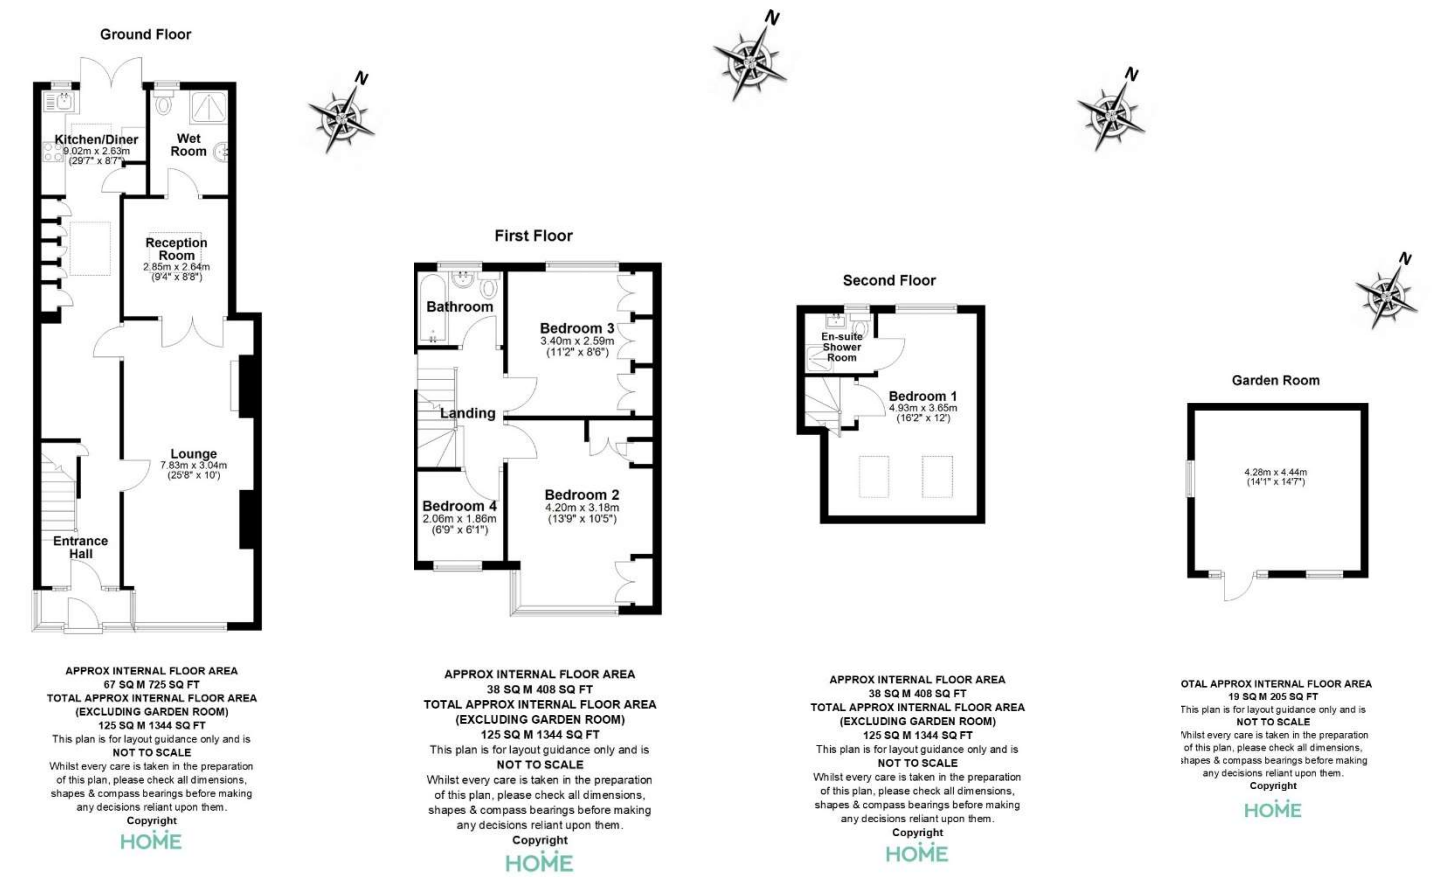 Ground Floor
N
Kitchen/Diner
9.02m x 2.63m
(29'7" x 8'7")
Wet
Room
Reception
Room
2.85m x 2.64m
(9'4" x 8'8")
Lounge
7.83m x 3.04m
(25'8" x 10')
Entrance
Hall
APPROX INTERNAL FLOOR AREA
67 SQ M 725 SQ FT
TOTAL APPROX INTERNAL FLOOR AREA
(EXCLUDING GARDEN ROOM)
125 SQ M 1344 SQ FT
This plan is for layout guidance only and is
NOT TO SCALE
Whilst every care is taken in the preparation
of this plan, please check all dimensions,
shapes & compass bearings before making
any decisions reliant upon them.
Copyright
HOME
N
First Floor
Bathroom
Bedroom 3
3.40m x 2.59m
(11'2" x 8'6")
Landing
Bedroom 4
2.06m x 1.86m
(6'9" x 6'1")
Bedroom 2
4.20m x 3.18m
(13'9" x 10'5")
APPROX INTERNAL FLOOR AREA
38 SQ M 408 SQ FT
TOTAL APPROX INTERNAL FLOOR AREA
(EXCLUDING GARDEN ROOM)
125 SQ M 1344 SQ FT
This plan is for layout guidance only and is
NOT TO SCALE
Whilst every care is taken in the preparation
of this plan, please check all dimensions,
shapes & compass bearings before making
any decisions reliant upon them.
Copyright
HOME
N
Second Floor
En-suite
Shower
Room
Bedroom 1
4.93m x 3.65m
(16'2" x 12')
APPROX INTERNAL FLOOR AREA
38 SQ M 408 SQ FT
TOTAL APPROX INTERNAL FLOOR AREA
(EXCLUDING GARDEN ROOM)
125 SQ M 1344 SQ FT
This plan is for layout guidance only and is
NOT TO SCALE
Whilst every care is taken in the preparation
of this plan, please check all dimensions,
shapes & compass bearings before making
any decisions reliant upon them.
Copyright
HOME
N
Garden Room
4.28m x 4.44m
(14'1" x 14'7")
OTAL APPROX INTERNAL FLOOR AREA
19 SQ M 205 SQ FT
This plan is for layout guidance only and is
NOT TO SCALE
Whilst every care is taken in the preparation
of this plan, please check all dimensions,
shapes & compass bearings before making
any decisions reliant upon them.
Copyright
HOME